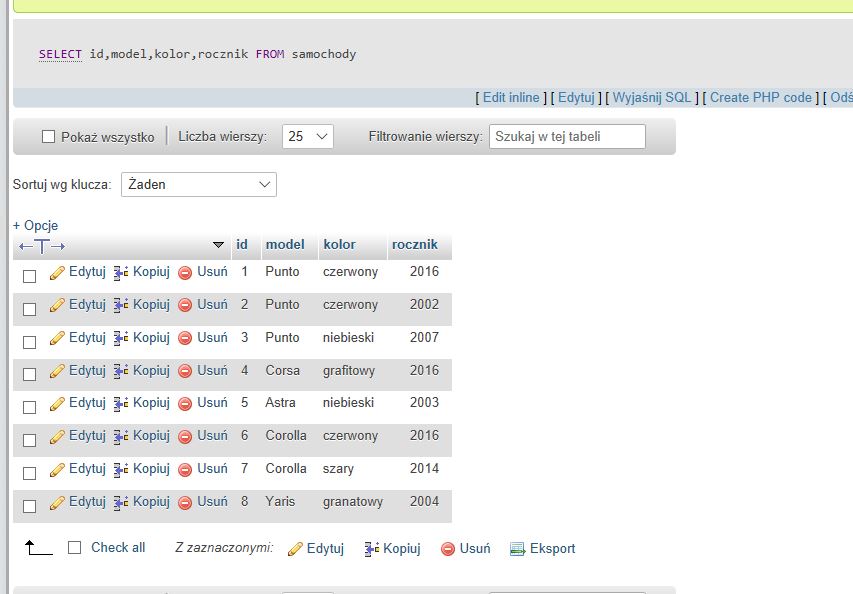 SELECT id,model,kolor,rocznik FROM samochody
[ Edit inline ] [ Edytuj ] [ Wyjaśnij SQL ] [ Create PHP code ] [
Pokaż wszystko Liczba wierszy: 25 Filtrowanie wierszy: Szukaj w tej tabeli
Sortuj wg klucza: Żaden
+ Opcje
←T→ id model kolor rocznik
Edytuj Kopiuj Usuń 1 Punto czerwony 2016
Edytuj Kopiuj Usuń 2 Punto czerwony 2002
Edytuj Kopiuj Usuń 3 Punto niebieski 2007
Edytuj Kopiuj Usuń 4 Corsa grafitowy 2016
Edytuj Kopiuj Usuń 5 Astra niebieski 2003
Edytuj Kopiuj Usuń 6 Corolla czerwony 2016
Edytuj Kopiuj Usuń 7 Corolla szary 2014
Edytuj Kopiuj Usuń 8 Yaris granatowy 2004
Check all Z zaznaczonymi: Edytuj Kopiuj Usuń Eksport